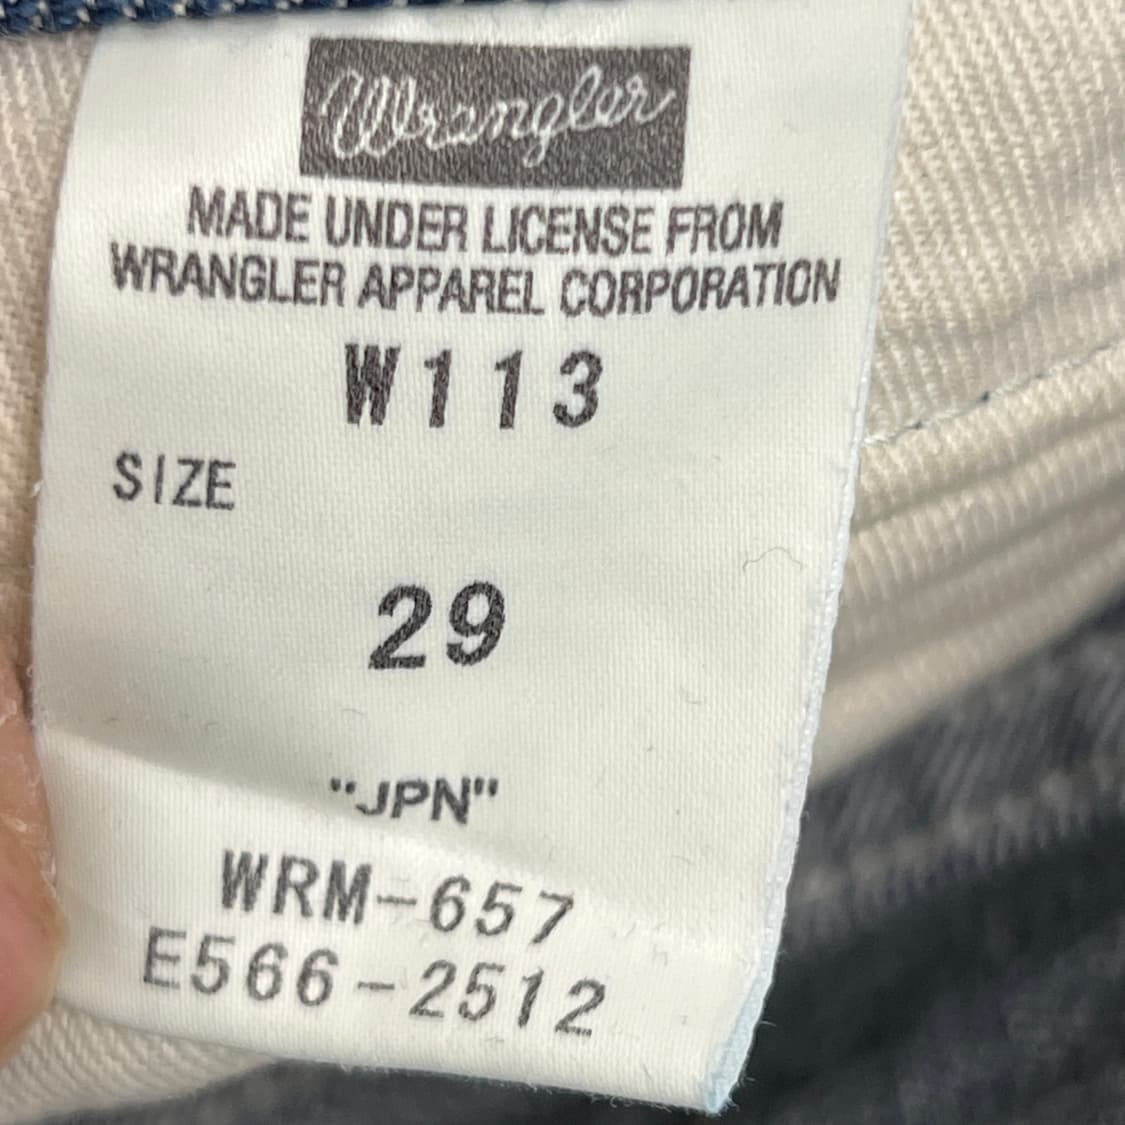 Wrangler
MADE UNDER LICENSE FROM
WRANGLER APPAREL CORPORATION
W113
SIZE
29
"JPN"
WRM-657
E566-2512